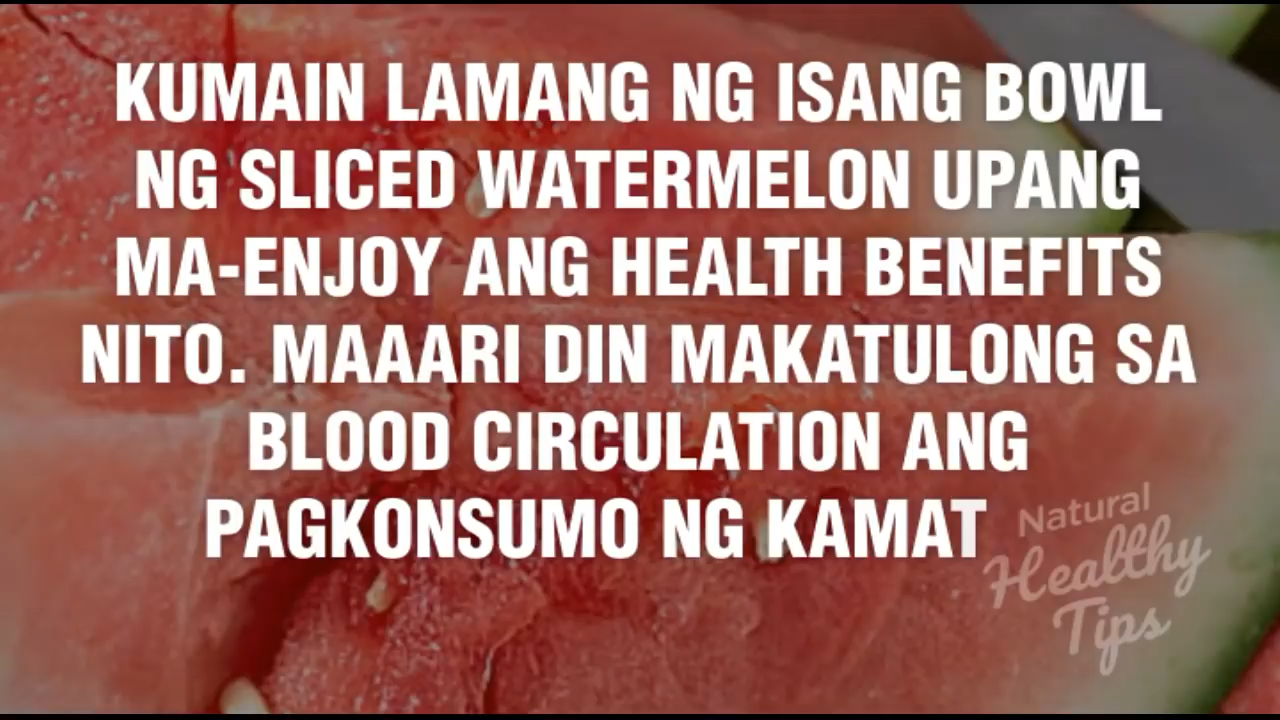 KUMAIN LAMANG NG ISANG BOWL
NG SLICED WATERMELON UPANG
MA-ENJOY ANG HEALTH BENEFITS
NITO. MAAARI DIN MAKATULONG SA
BLOOD CIRCULATION ANG
PAGKONSUMO NG KAMAT
Natural
Healthy
Tips